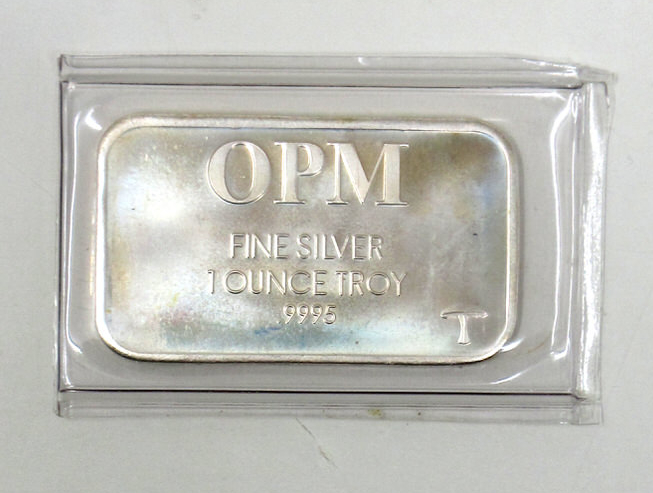 OPM
FINE SILVER
1 OUNCE TROY
9995
T